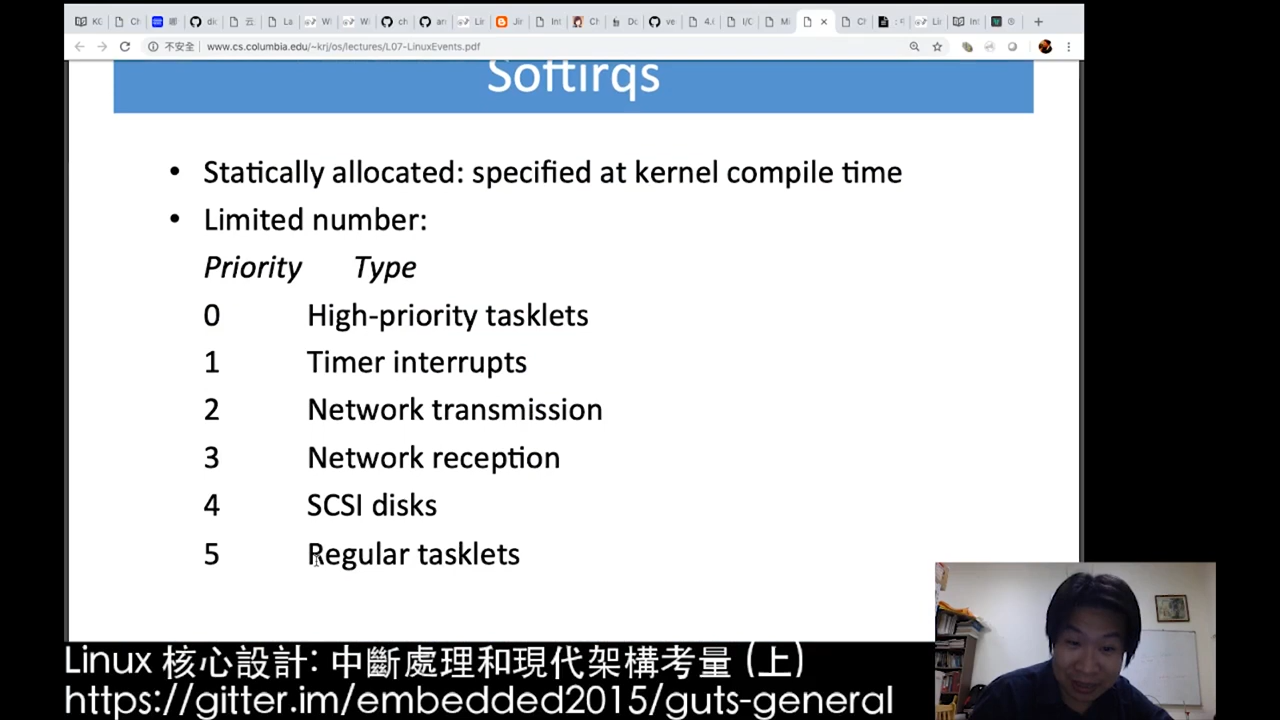 不安全 www.cs.columbia.edu/~krj/os/lectures/L07-LinuxEvents.pdf
Softirqs
• Statically allocated: specified at kernel compile time
• Limited number:
Priority Type
0 High-priority tasklets
1 Timer interrupts
2 Network transmission
3 Network reception
4 SCSI disks
5 Regular tasklets
Linux 核心設計: 中斷處理和現代架構考量 (上)
https://gitter.im/embedded2015/guts-general